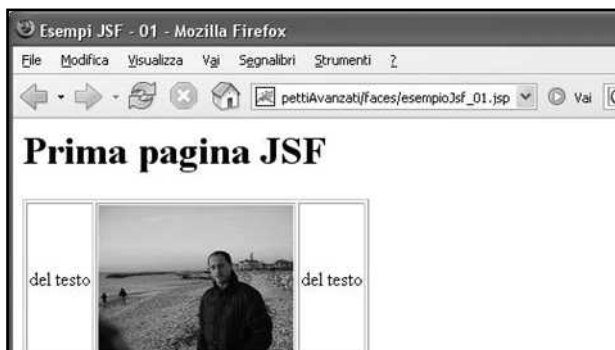 Esempi JSF - 01 - Mozilla Firefox
File Modifica Visualizza Vai Segnalibri Strumenti ?
pettiAvanzati/faces/esempioJsf_01.jsp Vai
Prima pagina JSF
del testo del testo